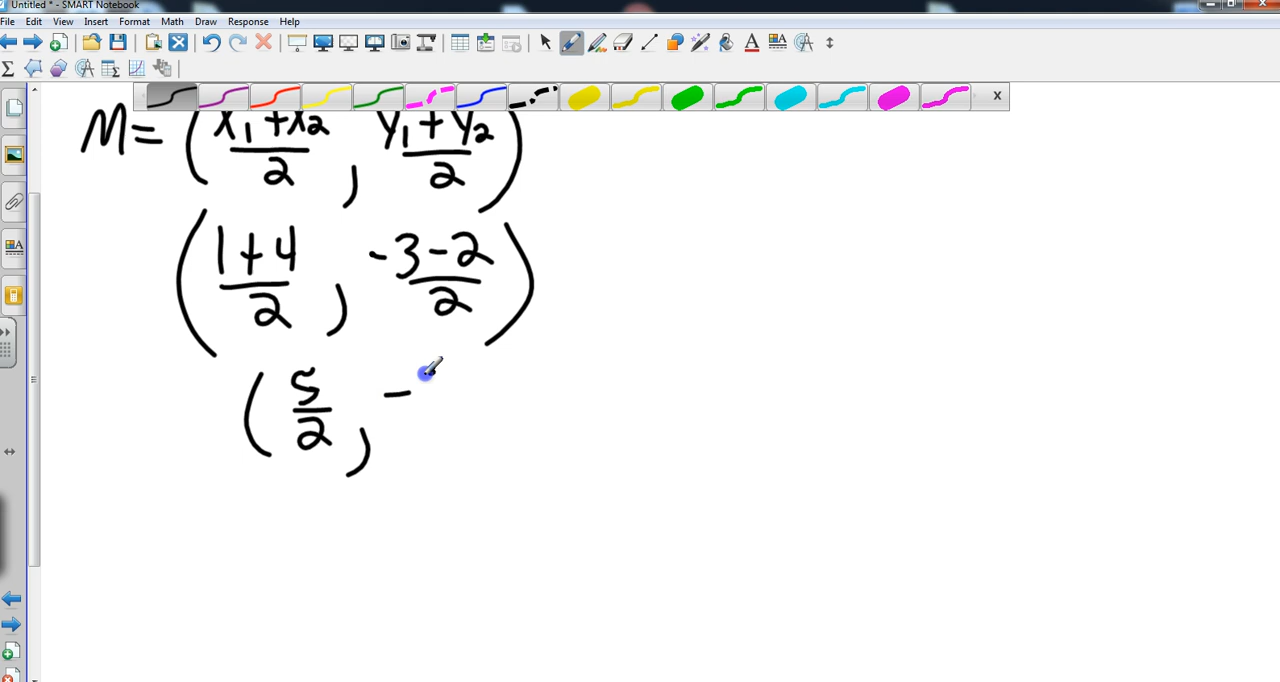 Untitled * - SMART Notebook
File Edit View Insert Format Math Draw Response Help
M = ( x₁ + x₂ / 2 , y₁ + y₂ / 2 )
( 1 + 4 / 2 , -3 - 2 / 2 )
( 5 / 2 , -